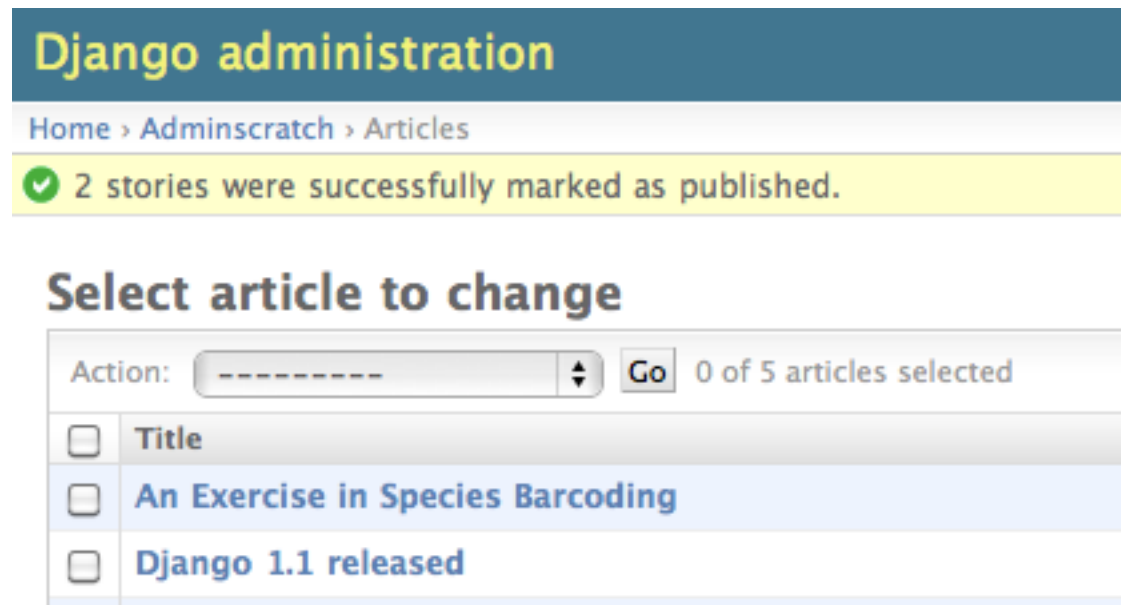 Django administration
Home › Adminscratch › Articles
2 stories were successfully marked as published.
Select article to change
Action: --------- Go 0 of 5 articles selected
Title
An Exercise in Species Barcoding
Django 1.1 released